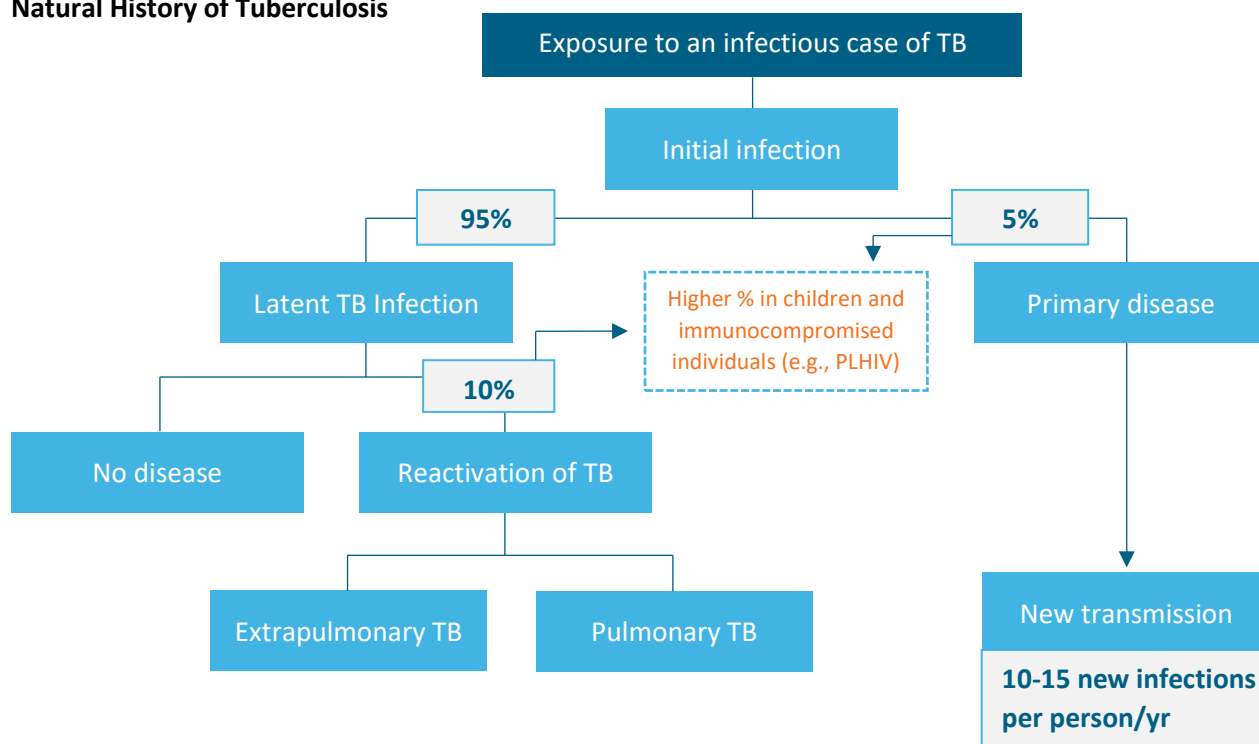 Natural History of Tuberculosis
Exposure to an infectious case of TB
Initial infection
95%
5%
Latent TB Infection
Higher % in children and
immunocompromised
individuals (e.g., PLHIV)
Primary disease
10%
No disease
Reactivation of TB
Extrapulmonary TB
Pulmonary TB
New transmission
10-15 new infections
per person/yr